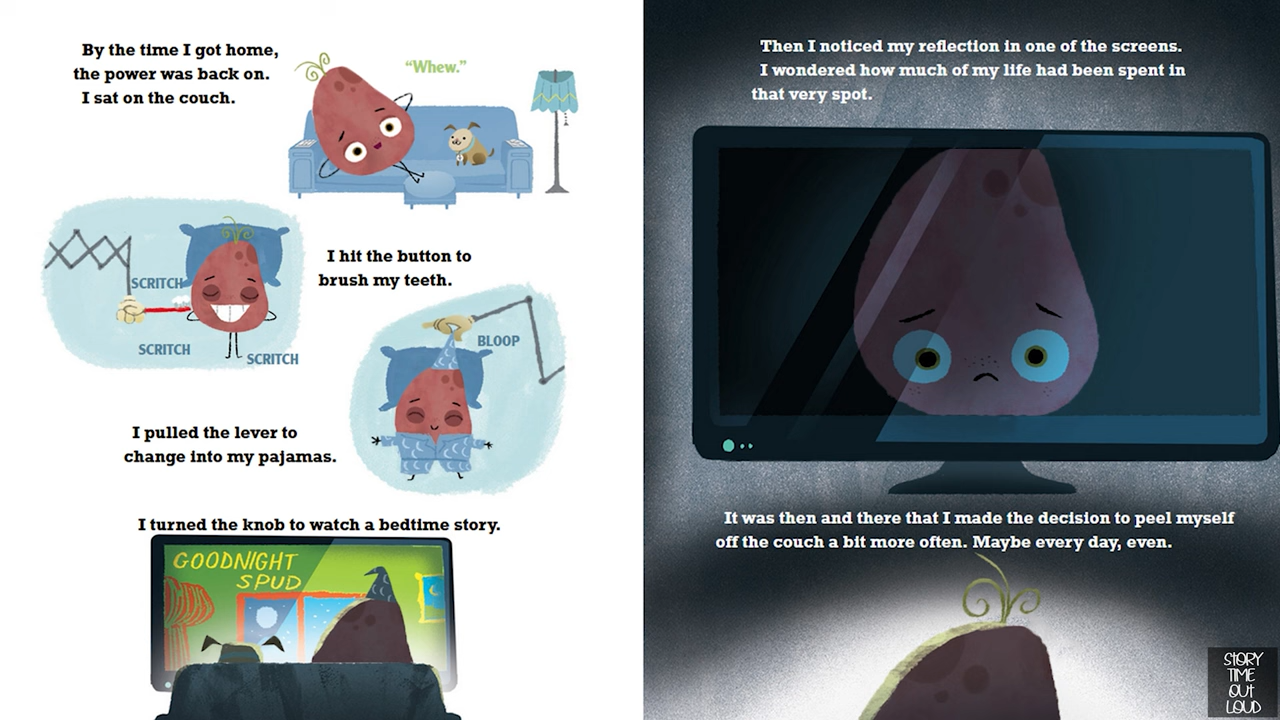 By the time I got home,
the power was back on.
I sat on the couch.
"Whew."
SCRITCH
SCRITCH
SCRITCH
I hit the button to
brush my teeth.
BLOOP
I pulled the lever to
change into my pajamas.
I turned the knob to watch a bedtime story.
GOODNIGHT
SPUD
Then I noticed my reflection in one of the screens.
I wondered how much of my life had been spent in
that very spot.
It was then and there that I made the decision to peel myself
off the couch a bit more often. Maybe every day, even.
STORY
TIME
OUT
LOUD